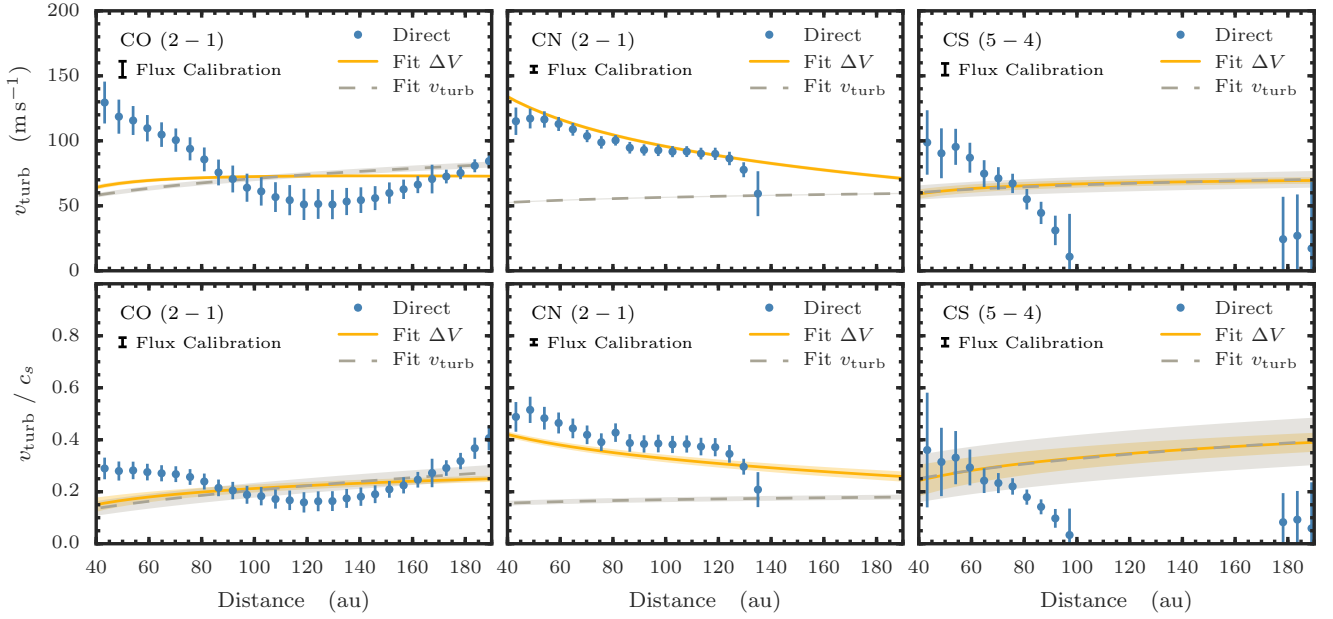 200
150
100
50
0
v_turb (m s⁻¹)
CO (2 − 1)
Flux Calibration
Direct
Fit ΔV
Fit v_turb
CN (2 − 1)
Flux Calibration
Direct
Fit ΔV
Fit v_turb
CS (5 − 4)
Flux Calibration
Direct
Fit ΔV
Fit v_turb
0.8
0.6
0.4
0.2
0.0
v_turb / c_s
CO (2 − 1)
Flux Calibration
Direct
Fit ΔV
Fit v_turb
CN (2 − 1)
Flux Calibration
Direct
Fit ΔV
Fit v_turb
CS (5 − 4)
Flux Calibration
Direct
Fit ΔV
Fit v_turb
40 60 80 100 120 140 160 180
40 60 80 100 120 140 160 180
40 60 80 100 120 140 160 180
Distance (au)
Distance (au)
Distance (au)